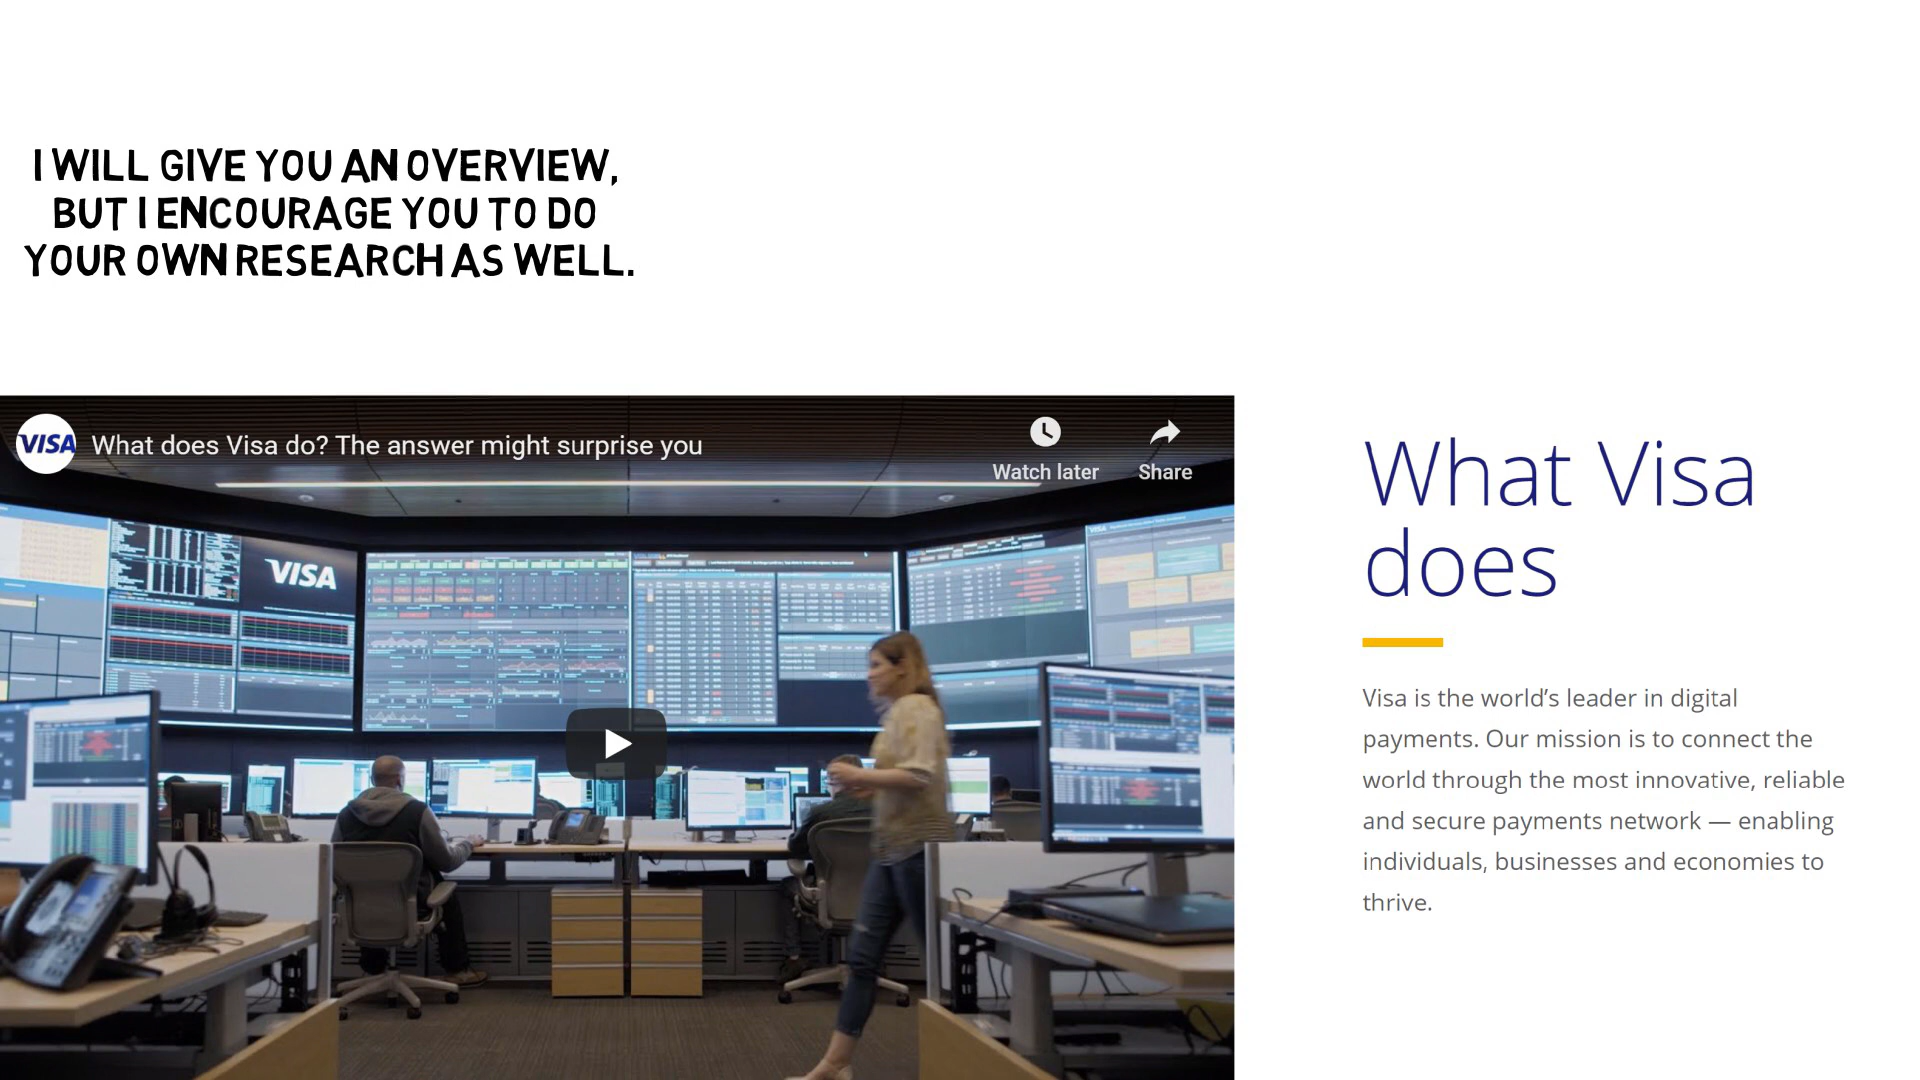 I WILL GIVE YOU AN OVERVIEW,
BUT I ENCOURAGE YOU TO DO
YOUR OWN RESEARCH AS WELL.
VISA What does Visa do? The answer might surprise you
Watch later Share
VISA
What Visa
does
Visa is the world’s leader in digital
payments. Our mission is to connect the
world through the most innovative, reliable
and secure payments network — enabling
individuals, businesses and economies to
thrive.